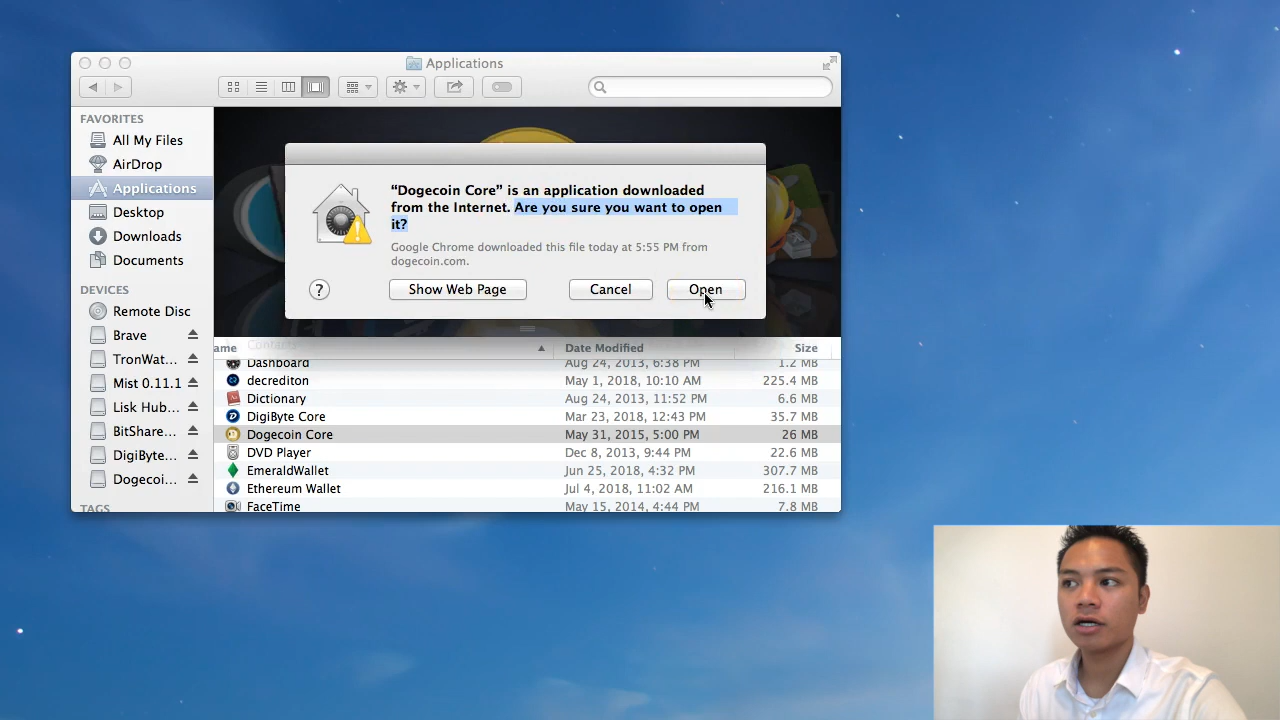 Applications
FAVORITES
All My Files
AirDrop
Applications
Desktop
Downloads
Documents
DEVICES
Remote Disc
Brave
TronWat...
Mist 0.11.1
Lisk Hub...
BitShare...
DigiByte...
Dogecoi...
TAGS
“Dogecoin Core” is an application downloaded
from the Internet. Are you sure you want to open
it?
Google Chrome downloaded this file today at 5:55 PM from
dogecoin.com.
?
Show Web Page
Cancel
Open
ame Date Modified Size
Dashboard Aug 24, 2013, 6:38 PM 1.2 MB
decrediton May 1, 2018, 10:10 AM 225.4 MB
Dictionary Aug 24, 2013, 11:52 PM 6.6 MB
DigiByte Core Mar 23, 2018, 12:43 PM 35.7 MB
Dogecoin Core May 31, 2015, 5:00 PM 26 MB
DVD Player Dec 8, 2013, 9:44 PM 22.6 MB
EmeraldWallet Jun 25, 2018, 4:32 PM 307.7 MB
Ethereum Wallet Jul 4, 2018, 11:02 AM 216.1 MB
FaceTime May 15, 2014, 4:44 PM 7.8 MB